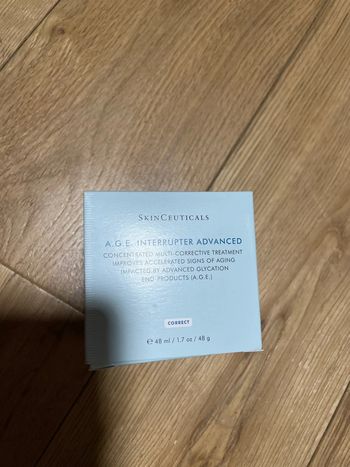 SKINCEUTICALS
A.G.E. INTERRUPTER ADVANCED
CONCENTRATED MULTI-CORRECTIVE TREATMENT
IMPROVES ACCELERATED SIGNS OF AGING
IMPACTED BY ADVANCED GLYCATION
END-PRODUCTS (A.G.E.)
CORRECT
℮ 48 ml / 1.7 oz / 48 g